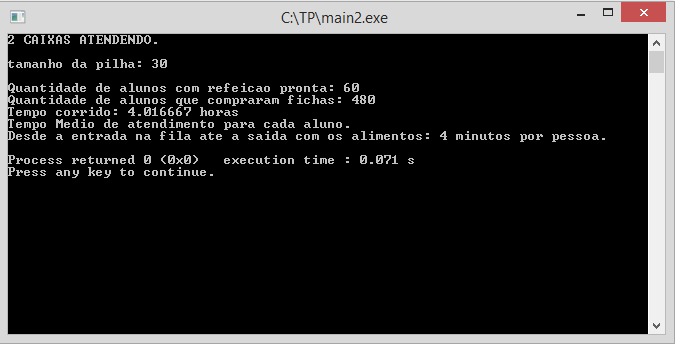 C:\TP\main2.exe
2 CAIXAS ATENDENDO.
tamanho da pilha: 30
Quantidade de alunos com refeicao pronta: 60
Quantidade de alunos que compraram fichas: 480
Tempo corrido: 4.016667 horas
Tempo Medio de atendimento para cada aluno.
Desde a entrada na fila ate a saida com os alimentos: 4 minutos por pessoa.
Process returned 0 (0x0)   execution time : 0.071 s
Press any key to continue.